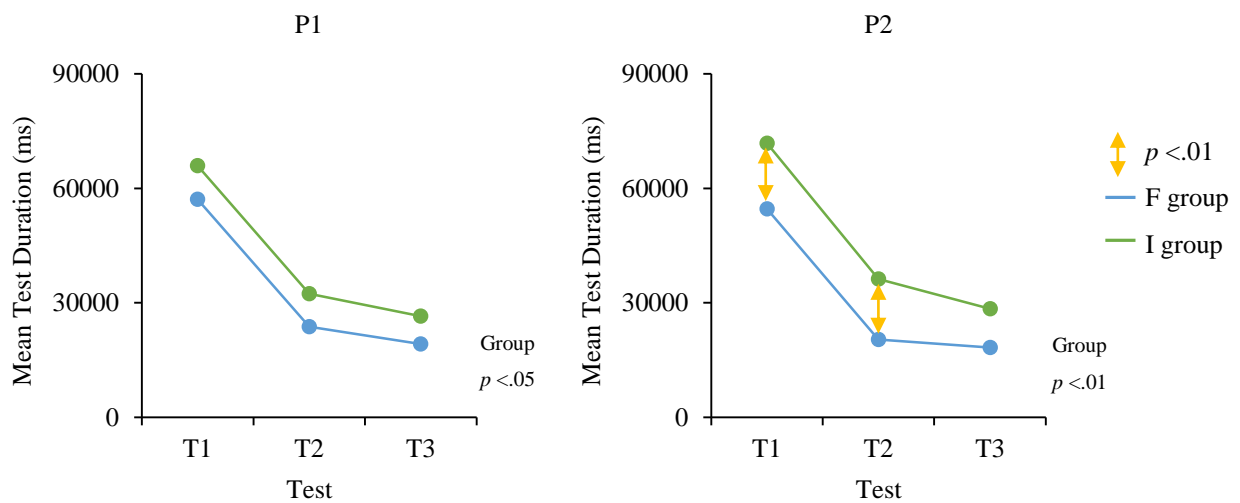 P1
90000
60000
30000
0
Mean Test Duration (ms)
T1 T2 T3
Test
Group
p <.05
P2
90000
60000
30000
0
Mean Test Duration (ms)
T1 T2 T3
Test
Group
p <.01
p <.01
F group
I group